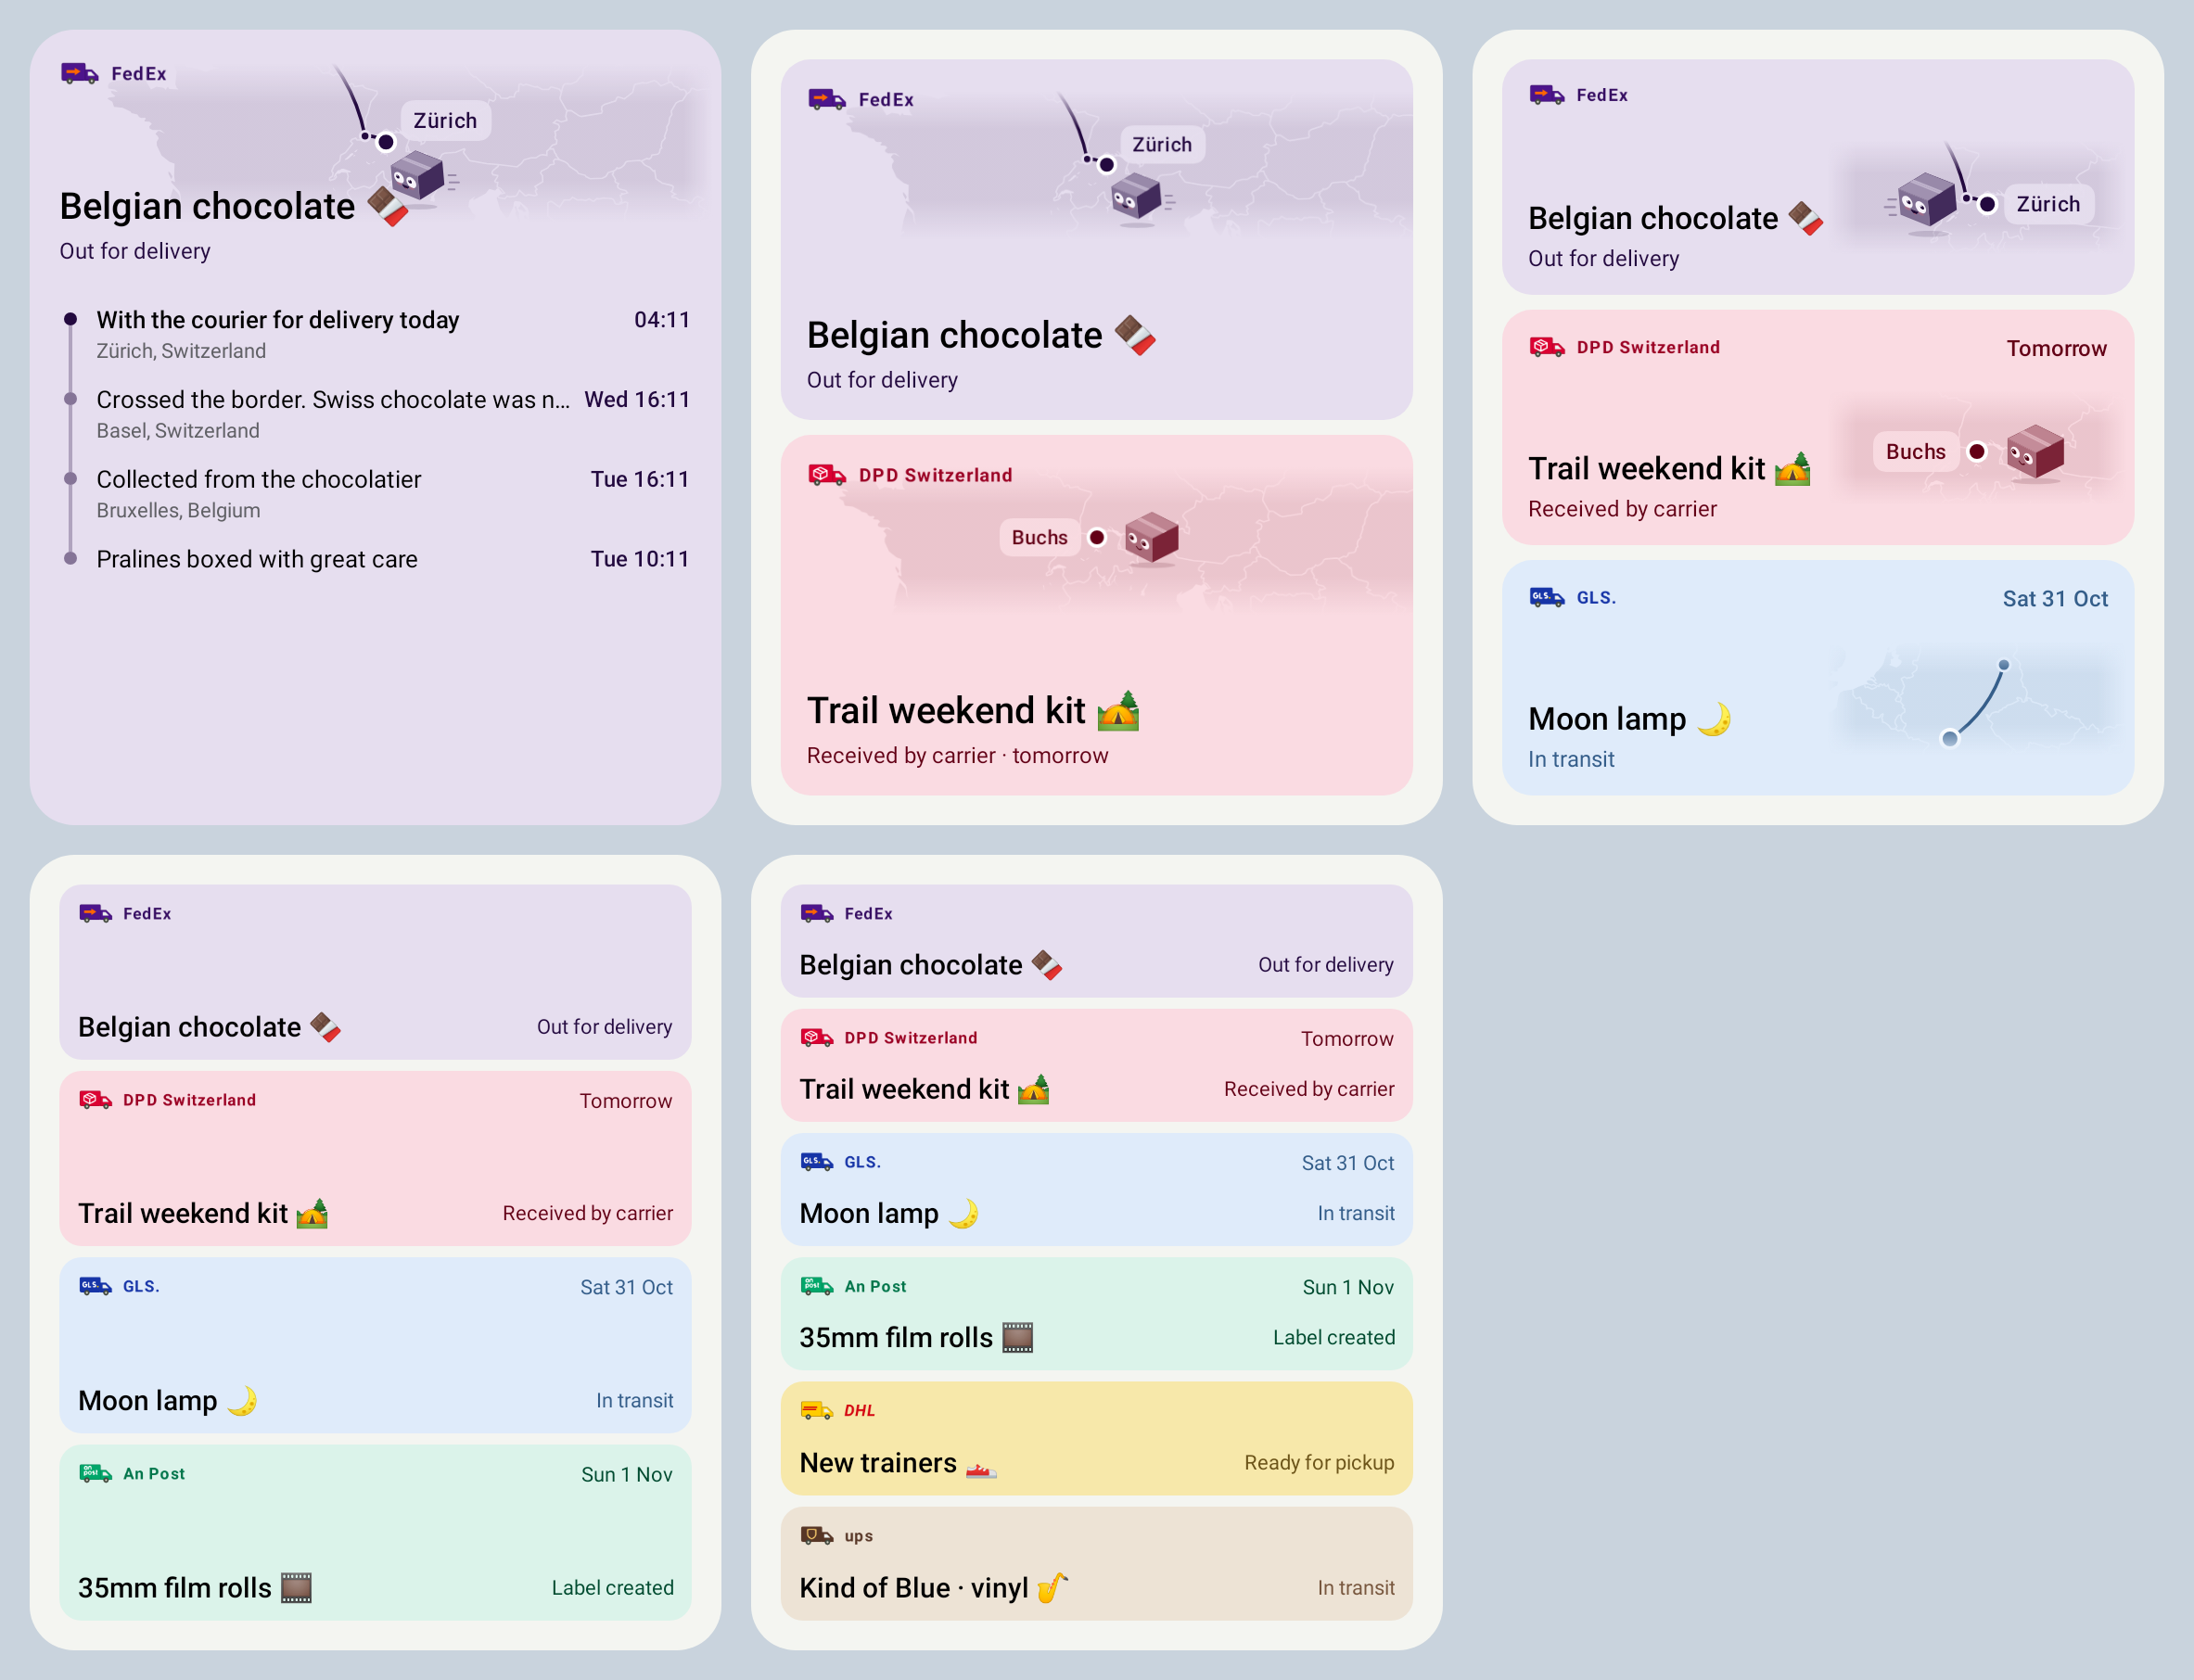 FedEx
Zürich
Belgian chocolate 🍫
Out for delivery
With the courier for delivery today 04:11
Zürich, Switzerland
Crossed the border. Swiss chocolate was n… Wed 16:11
Basel, Switzerland
Collected from the chocolatier Tue 16:11
Bruxelles, Belgium
Pralines boxed with great care Tue 10:11
FedEx
Zürich
Belgian chocolate 🍫
Out for delivery
DPD Switzerland
Buchs
Trail weekend kit 🏕️
Received by carrier · tomorrow
FedEx
Zürich
Belgian chocolate 🍫
Out for delivery
DPD Switzerland Tomorrow
Buchs
Trail weekend kit 🏕️
Received by carrier
GLS. GLS. Sat 31 Oct
Moon lamp 🌙
In transit
FedEx
Belgian chocolate 🍫 Out for delivery
DPD Switzerland Tomorrow
Trail weekend kit 🏕️ Received by carrier
GLS. GLS. Sat 31 Oct
Moon lamp 🌙 In transit
an post An Post Sun 1 Nov
35mm film rolls 🎞️ Label created
FedEx
Belgian chocolate 🍫 Out for delivery
DPD Switzerland Tomorrow
Trail weekend kit 🏕️ Received by carrier
GLS. GLS. Sat 31 Oct
Moon lamp 🌙 In transit
an post An Post Sun 1 Nov
35mm film rolls 🎞️ Label created
DHL
New trainers 👟 Ready for pickup
ups
Kind of Blue · vinyl 🎷 In transit